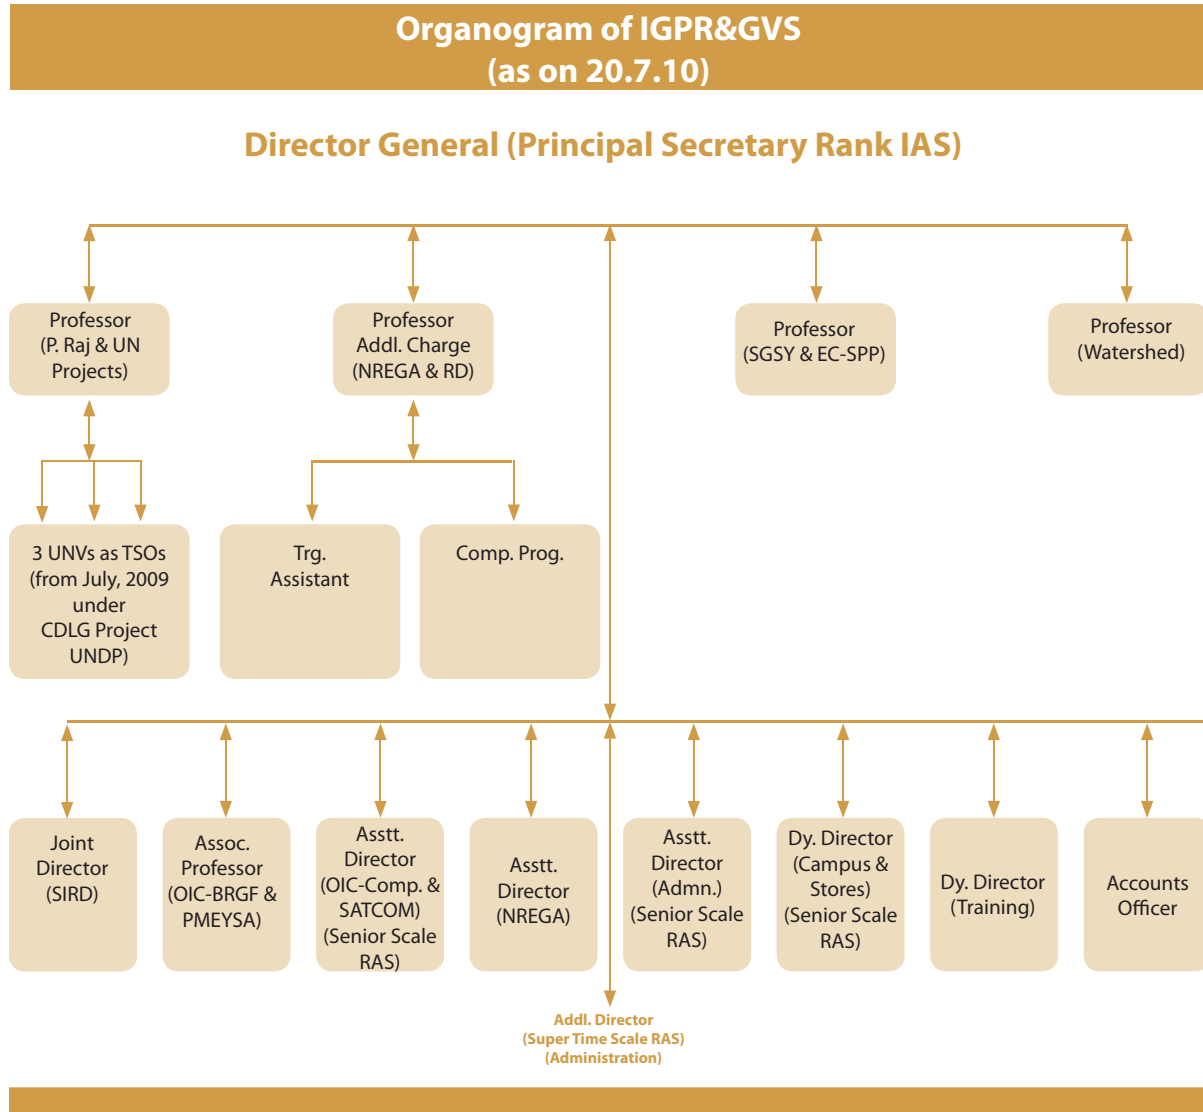 Organogram of IGPR&GVS
(as on 20.7.10)
Director General (Principal Secretary Rank IAS)
Professor
(P. Raj & UN
Projects)
Professor
Addl. Charge
(NREGA & RD)
Professor
(SGSY & EC-SPP)
Professor
(Watershed)
3 UNVs as TSOs
(from July, 2009
under
CDLG Project
UNDP)
Trg.
Assistant
Comp. Prog.
Joint
Director
(SIRD)
Assoc.
Professor
(OIC-BRGF &
PMEYSA)
Asstt.
Director
(OIC-Comp. &
SATCOM)
(Senior Scale
RAS)
Asstt.
Director
(NREGA)
Asstt.
Director
(Admn.)
(Senior Scale
RAS)
Dy. Director
(Campus &
Stores)
(Senior Scale
RAS)
Dy. Director
(Training)
Accounts
Officer
Addl. Director
(Super Time Scale RAS)
(Administration)